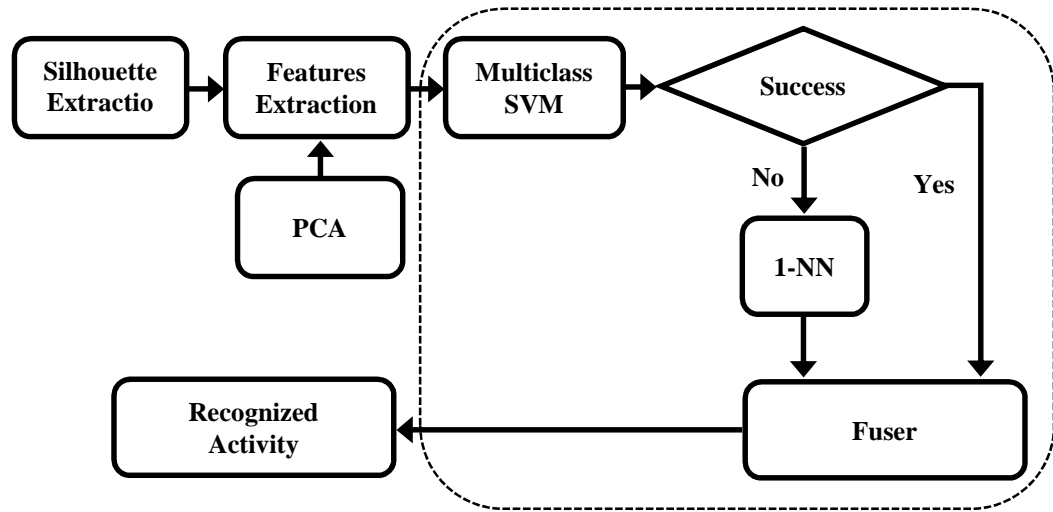 Silhouette
Extractio
Features
Extraction
Multiclass
SVM
Success
No
Yes
PCA
1-NN
Recognized
Activity
Fuser